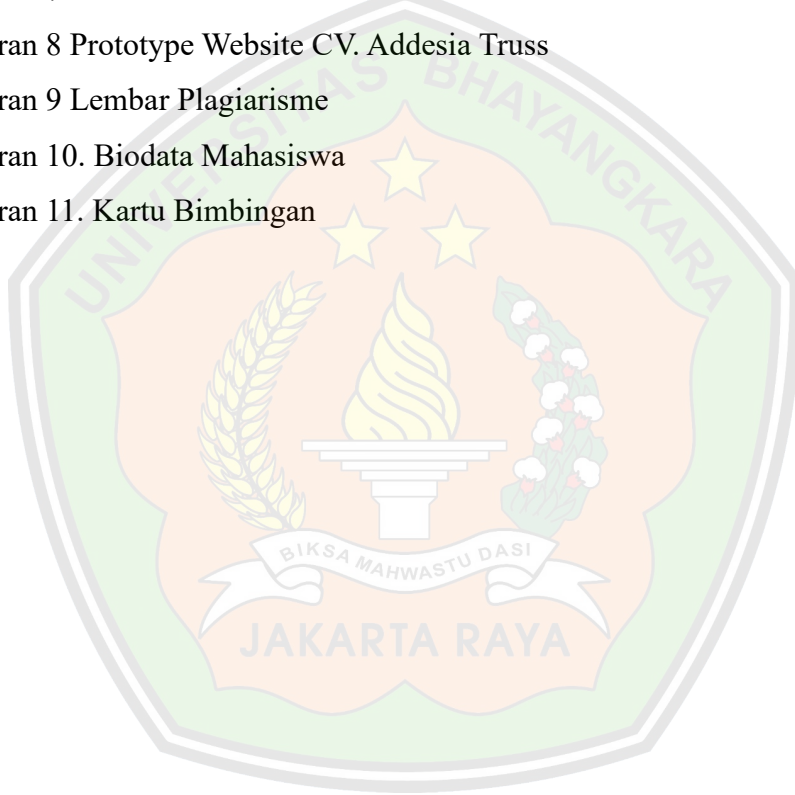 ran 8 Prototype Website CV. Addesia Truss
ran 9 Lembar Plagiarisme
ran 10. Biodata Mahasiswa
ran 11. Kartu Bimbingan
UNIVERSITAS BHAYANGKARA
BIKSA MAHWASTU DASI
JAKARTA RAYA